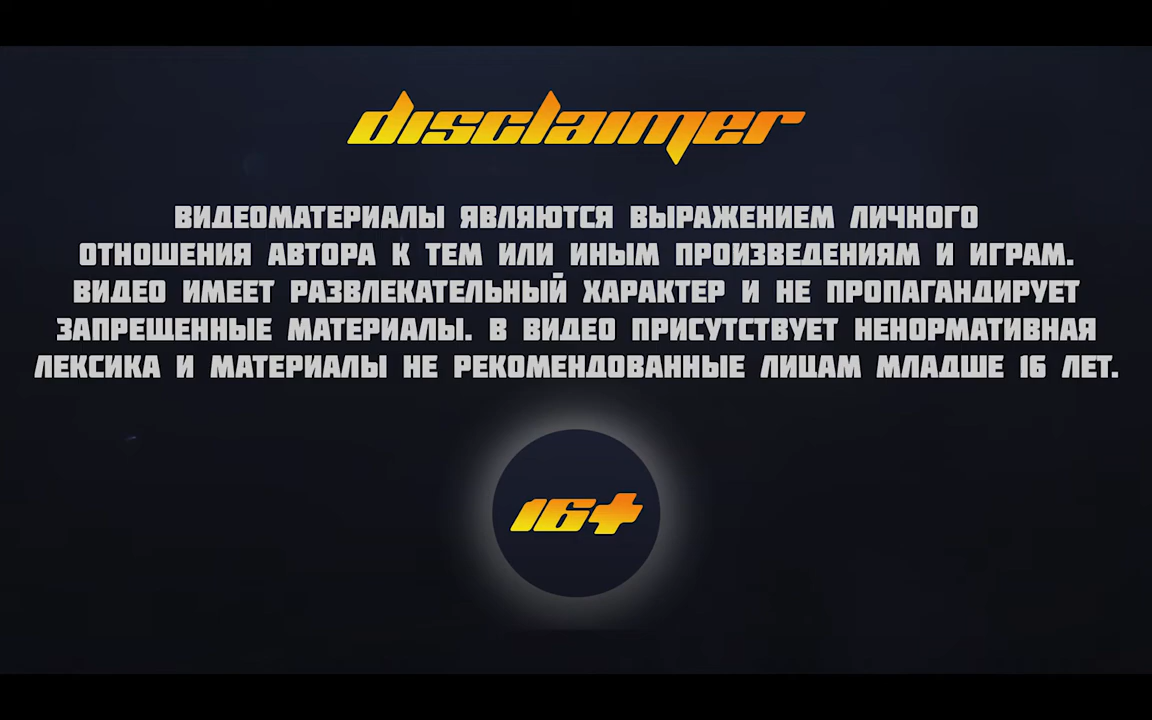 disclaimer
ВИДЕОМАТЕРИАЛЫ ЯВЛЯЮТСЯ ВЫРАЖЕНИЕМ ЛИЧНОГО
ОТНОШЕНИЯ АВТОРА К ТЕМ ИЛИ ИНЫМ ПРОИЗВЕДЕНИЯМ И ИГРАМ.
ВИДЕО ИМЕЕТ РАЗВЛЕКАТЕЛЬНЫЙ ХАРАКТЕР И НЕ ПРОПАГАНДИРУЕТ
ЗАПРЕЩЕННЫЕ МАТЕРИАЛЫ. В ВИДЕО ПРИСУТСТВУЕТ НЕНОРМАТИВНАЯ
ЛЕКСИКА И МАТЕРИАЛЫ НЕ РЕКОМЕНДОВАННЫЕ ЛИЦАМ МЛАДШЕ 16 ЛЕТ.
16+